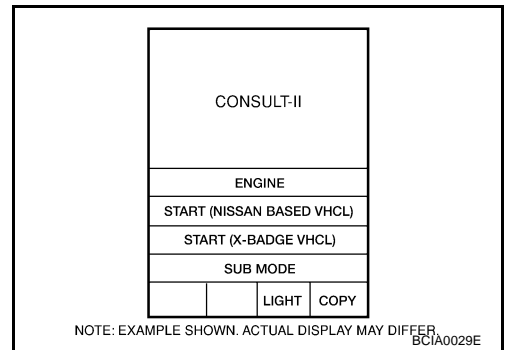 CONSULT-II
ENGINE
START (NISSAN BASED VHCL)
START (X-BADGE VHCL)
SUB MODE
LIGHT COPY
NOTE: EXAMPLE SHOWN. ACTUAL DISPLAY MAY DIFFER.
BCIA0029E